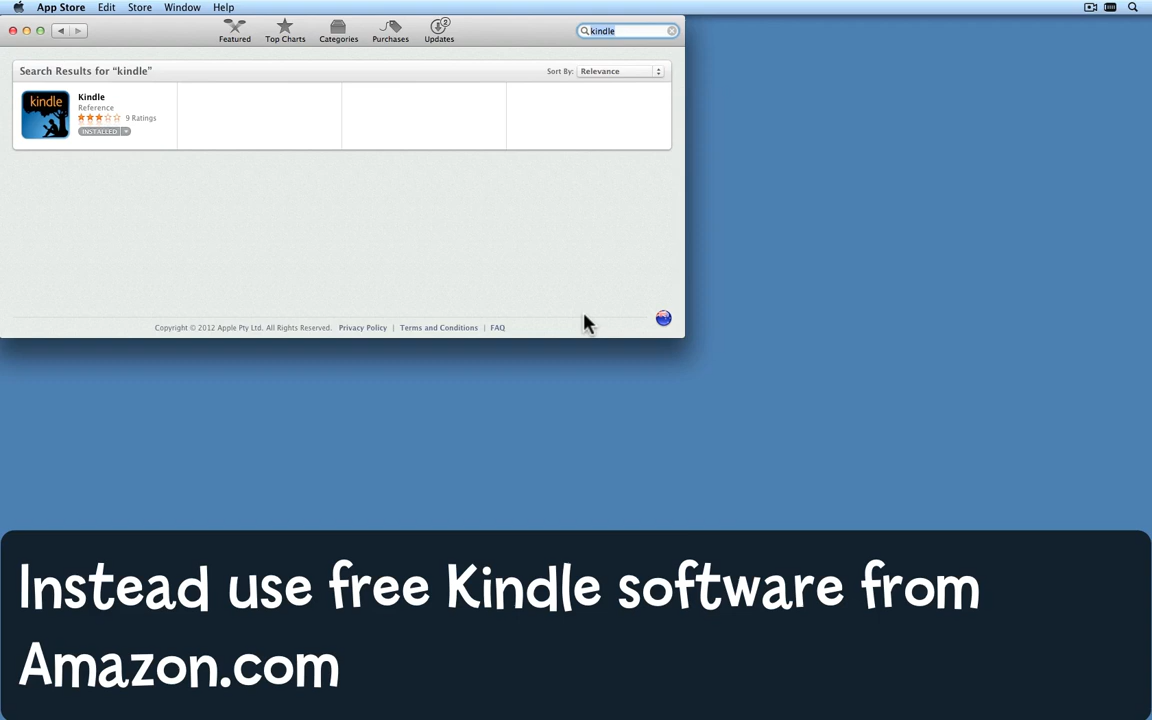 App Store Edit Store Window Help
Featured Top Charts Categories Purchases Updates
2
kindle
Search Results for “kindle”
Sort By: Relevance
kindle
Kindle
Reference
9 Ratings
INSTALLED
Copyright © 2012 Apple Pty Ltd. All Rights Reserved. Privacy Policy | Terms and Conditions | FAQ
Instead use free Kindle software from
Amazon.com